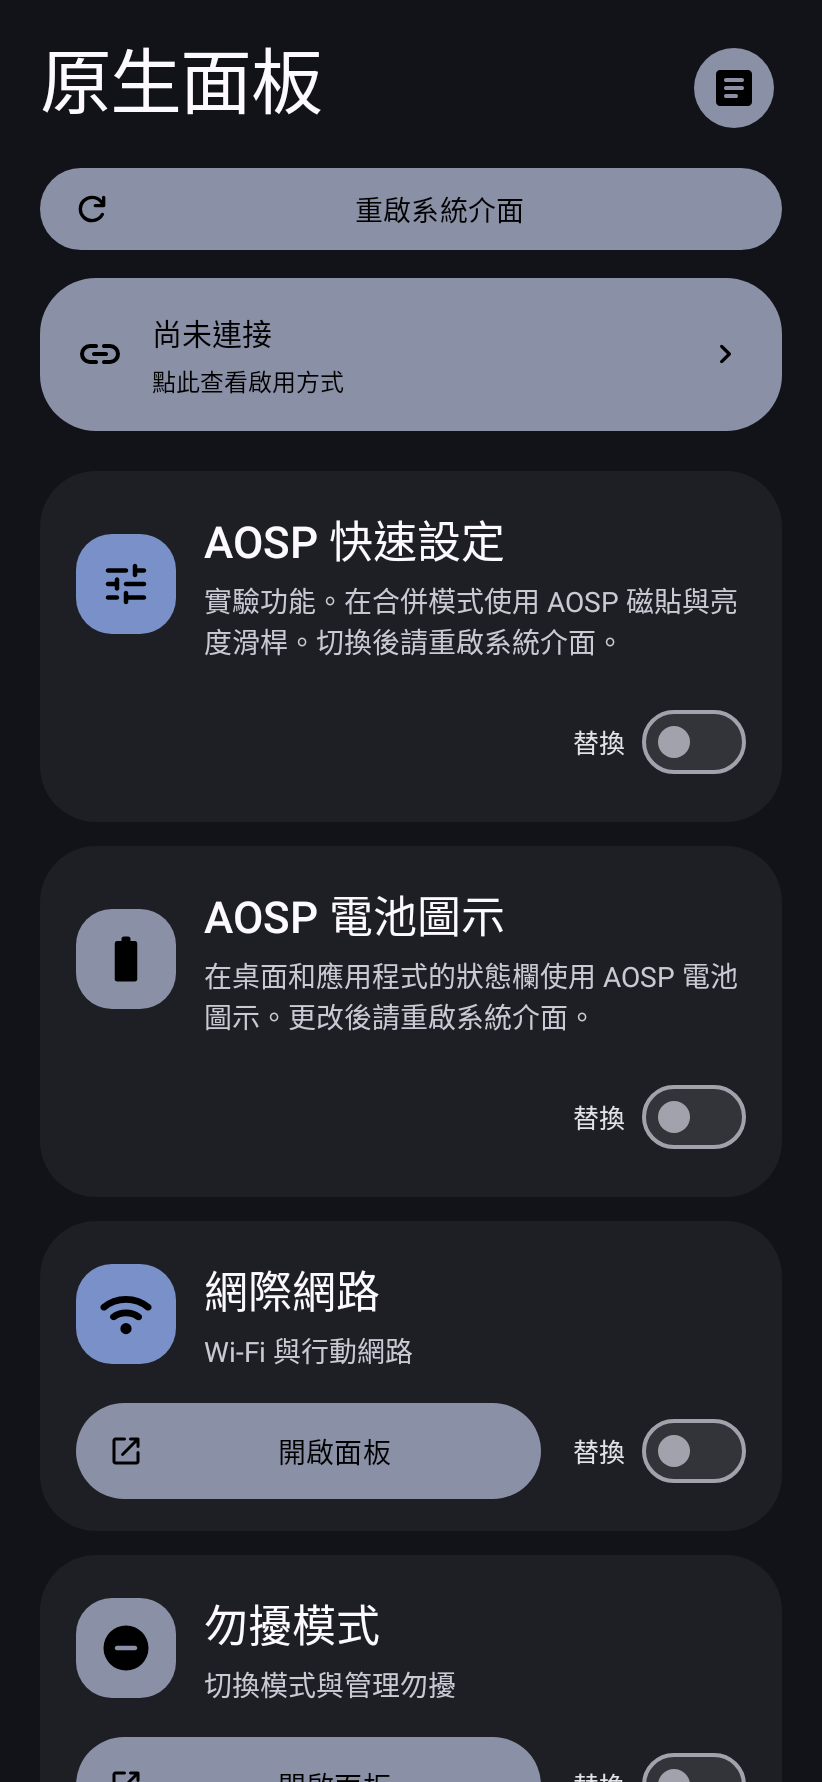 原生面板
重啟系統介面
尚未連接
點此查看啟用方式
AOSP 快速設定
實驗功能。在合併模式使用 AOSP 磁貼與亮
度滑桿。切換後請重啟系統介面。
替換
AOSP 電池圖示
在桌面和應用程式的狀態欄使用 AOSP 電池
圖示。更改後請重啟系統介面。
替換
網際網路
Wi-Fi 與行動網路
開啟面板
替換
勿擾模式
切換模式與管理勿擾
開啟面板
替換